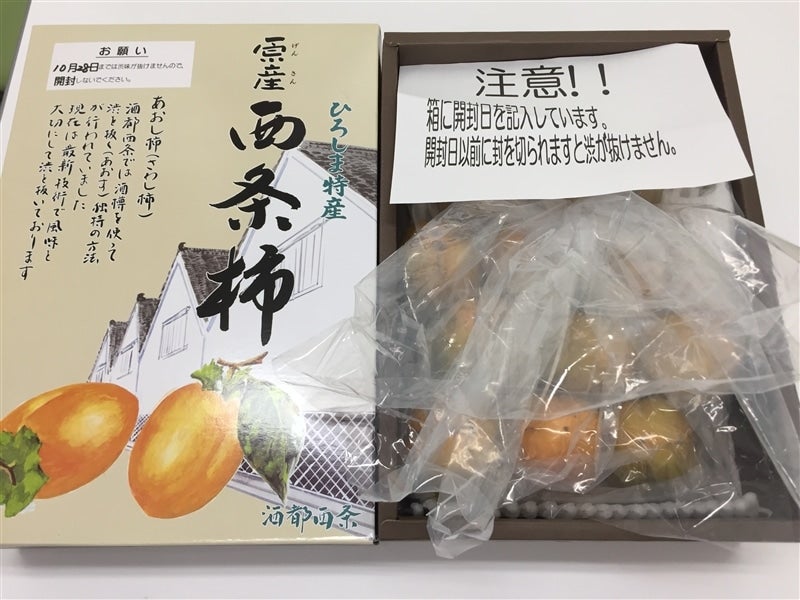 お願い
10月28日までは渋味が抜けませんので、
開封しないでください。
原産
げんさん
西条柿
ひろしま特産
あおし柿(さわし柿)
酒都西条では酒樽を使って
渋を抜く(あおす)独特の方法
が行われていました
現在は最新技術で風味を
大切にして渋を抜いております
酒都西条
注意!!
箱に開封日を記入しています。
開封日以前に封を切られますと渋が抜けません。